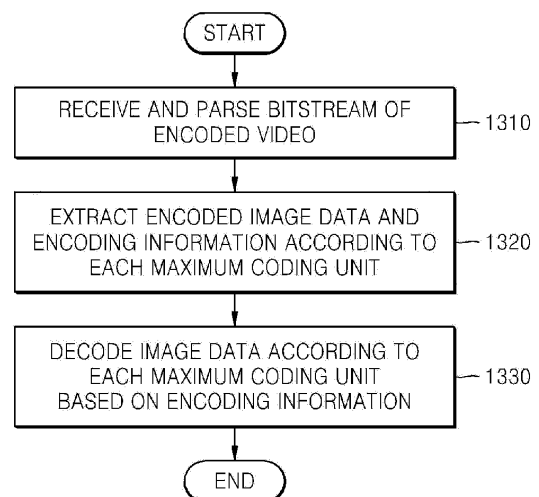 START
RECEIVE AND PARSE BITSTREAM OF
ENCODED VIDEO
1310
EXTRACT ENCODED IMAGE DATA AND
ENCODING INFORMATION ACCORDING TO
EACH MAXIMUM CODING UNIT
1320
DECODE IMAGE DATA ACCORDING TO
EACH MAXIMUM CODING UNIT
BASED ON ENCODING INFORMATION
1330
END